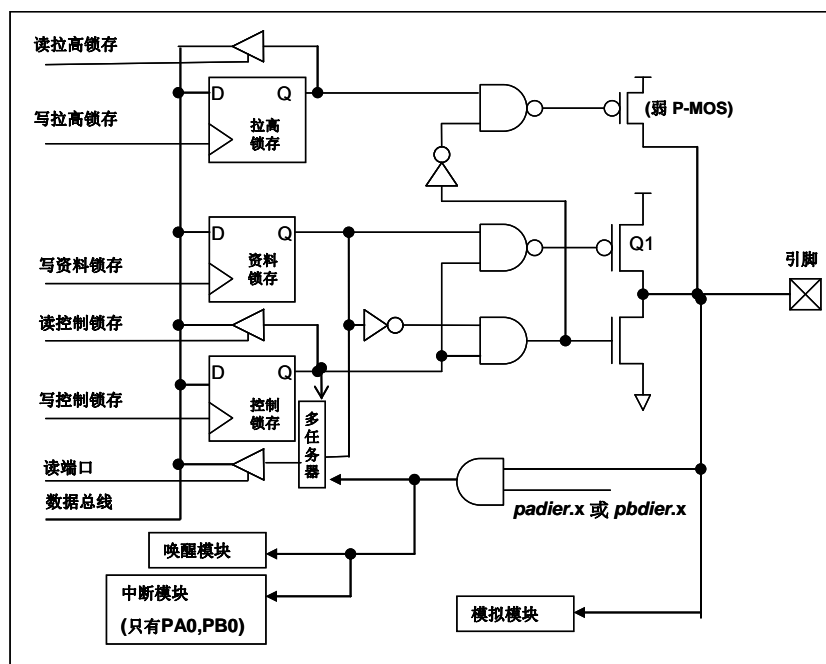 读拉高锁存
D
Q
拉高
锁存
(弱 P-MOS)
写拉高锁存
D
Q
资料
锁存
Q1
写资料锁存
引脚
读控制锁存
D
Q
控制
锁存
写控制锁存
多
任
务
器
读端口
数据总线
padier.x 或 pbdier.x
唤醒模块
中断模块
(只有PA0,PB0)
模拟模块